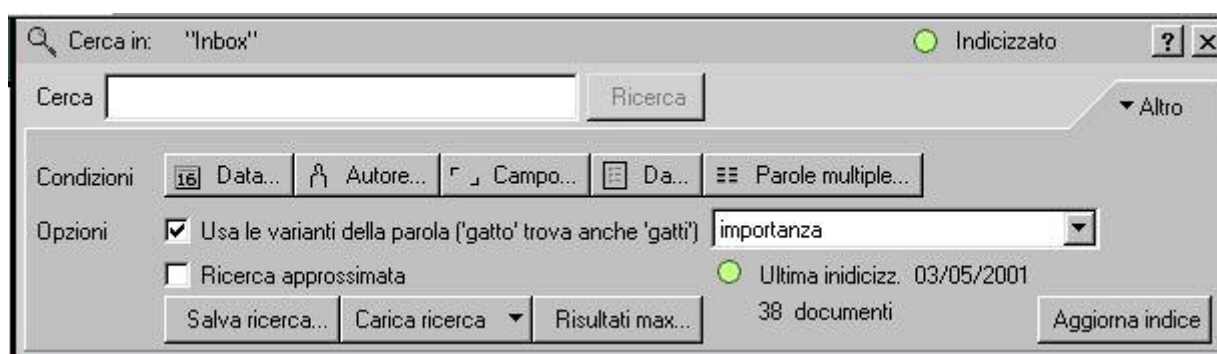 Cerca in: "Inbox" Indicizzato ? ×
Cerca Ricerca
Altro
Condizioni 16 Data... Autore... Campo... Da... Parole multiple...
Opzioni Usa le varianti della parola ('gatto' trova anche 'gatti') importanza
Ricerca approssimata Ultima inidicizz. 03/05/2001
Salva ricerca... Carica ricerca Risultati max... 38 documenti Aggiorna indice